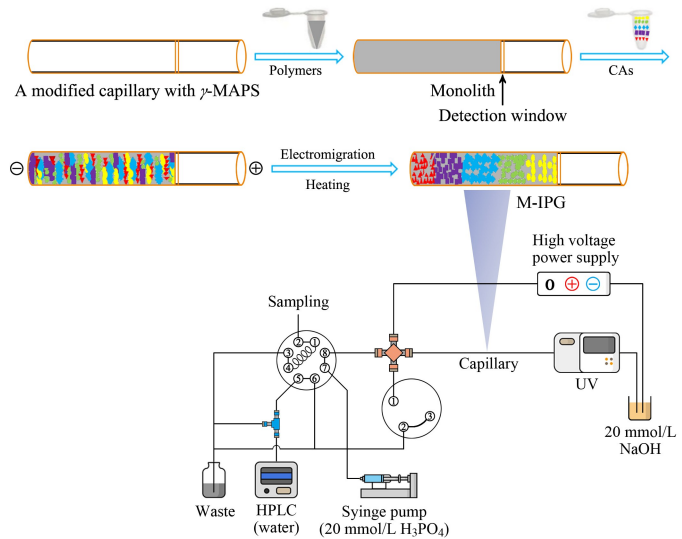 Polymers
CAs
A modified capillary with γ-MAPS
Monolith
Detection window
⊖
⊕
Electromigration
Heating
M-IPG
High voltage
power supply
0 ⊕ ⊖
Sampling
② ①
③ ⑧
④ ⑦
⑤ ⑥
Capillary
UV
①
③
②
20 mmol/L
NaOH
Waste
HPLC
(water)
Syinge pump
(20 mmol/L H₃PO₄)